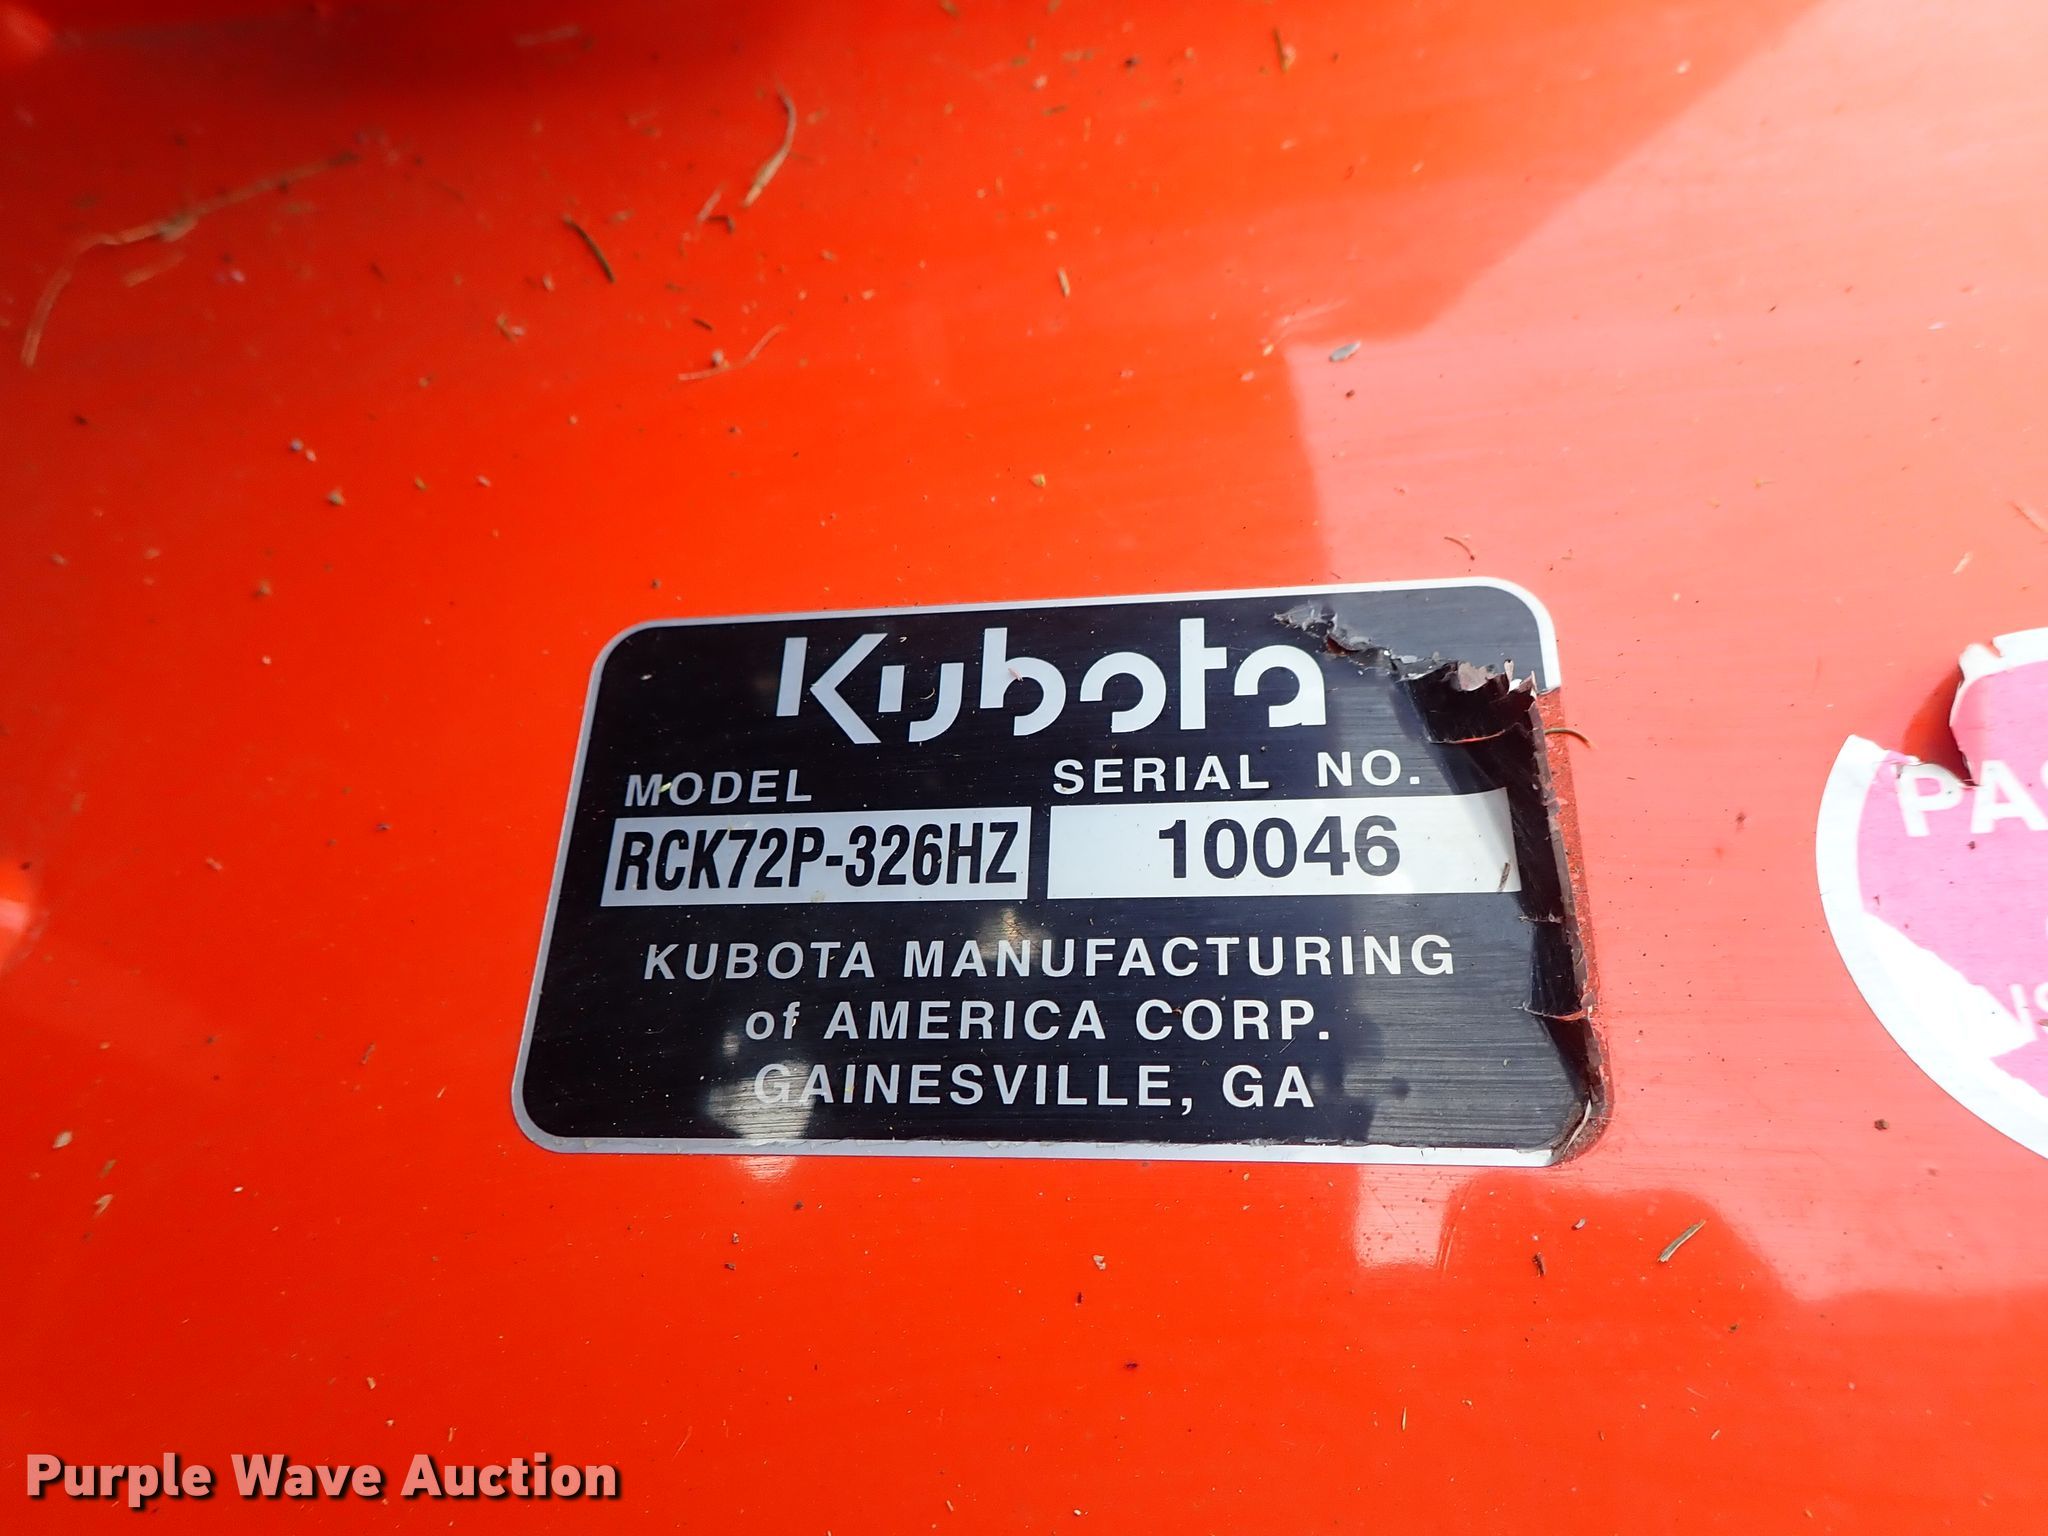 Kubota
MODEL SERIAL NO.
RCK72P-326HZ 10046
KUBOTA MANUFACTURING
of AMERICA CORP.
GAINESVILLE, GA
Purple Wave Auction